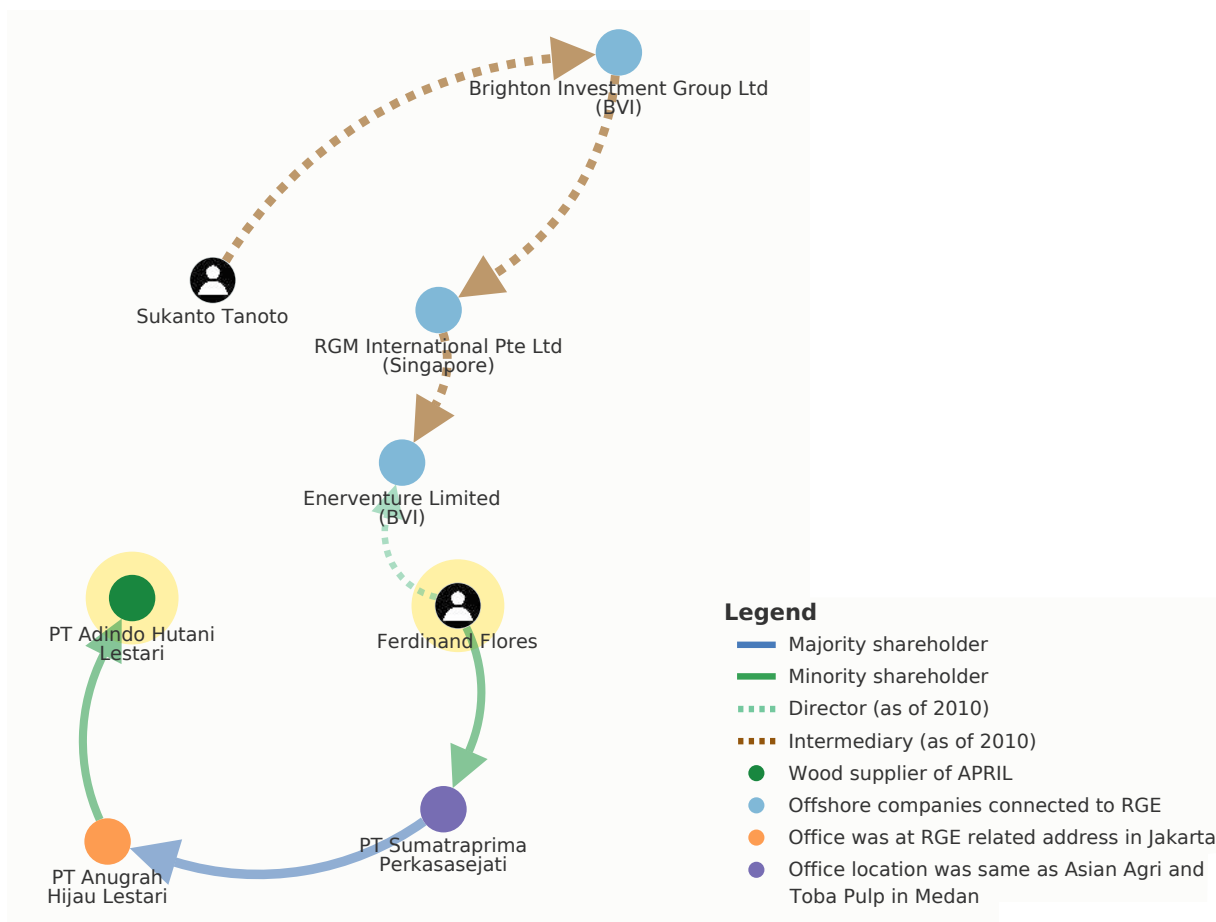 Brighton Investment Group Ltd
(BVI)
Sukanto Tanoto
RGM International Pte Ltd
(Singapore)
Enerventure Limited
(BVI)
PT Adindo Hutani
Lestari
Ferdinand Flores
PT Sumatraprima
Perkasasejati
PT Anugrah
Hijau Lestari
Legend
Majority shareholder
Minority shareholder
Director (as of 2010)
Intermediary (as of 2010)
Wood supplier of APRIL
Offshore companies connected to RGE
Office was at RGE related address in Jakarta
Office location was same as Asian Agri and
Toba Pulp in Medan